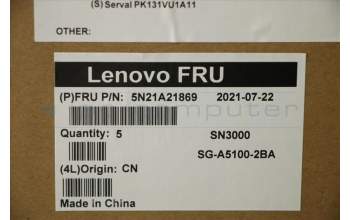 (S) Serval PK131VU1A11
OTHER:
Lenovo FRU
(P)FRU P/N: 5N21A21869 2021-07-22
Quantity: 5 SN3000
SG-A5100-2BA
(4L)Origin: CN
Made in China